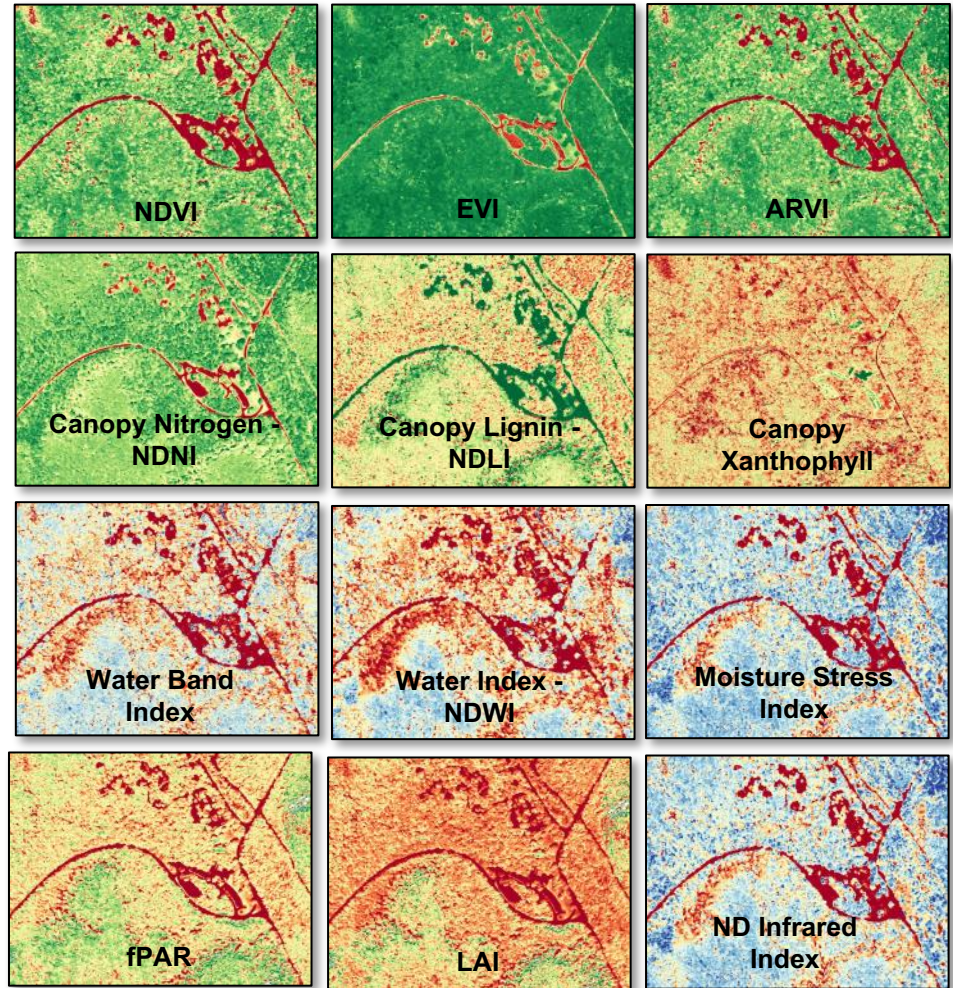 NDVI
EVI
ARVI
Canopy Nitrogen -
NDNI
Canopy Lignin -
NDLI
Canopy
Xanthophyll
Water Band
Index
Water Index -
NDWI
Moisture Stress
Index
fPAR
LAI
ND Infrared
Index